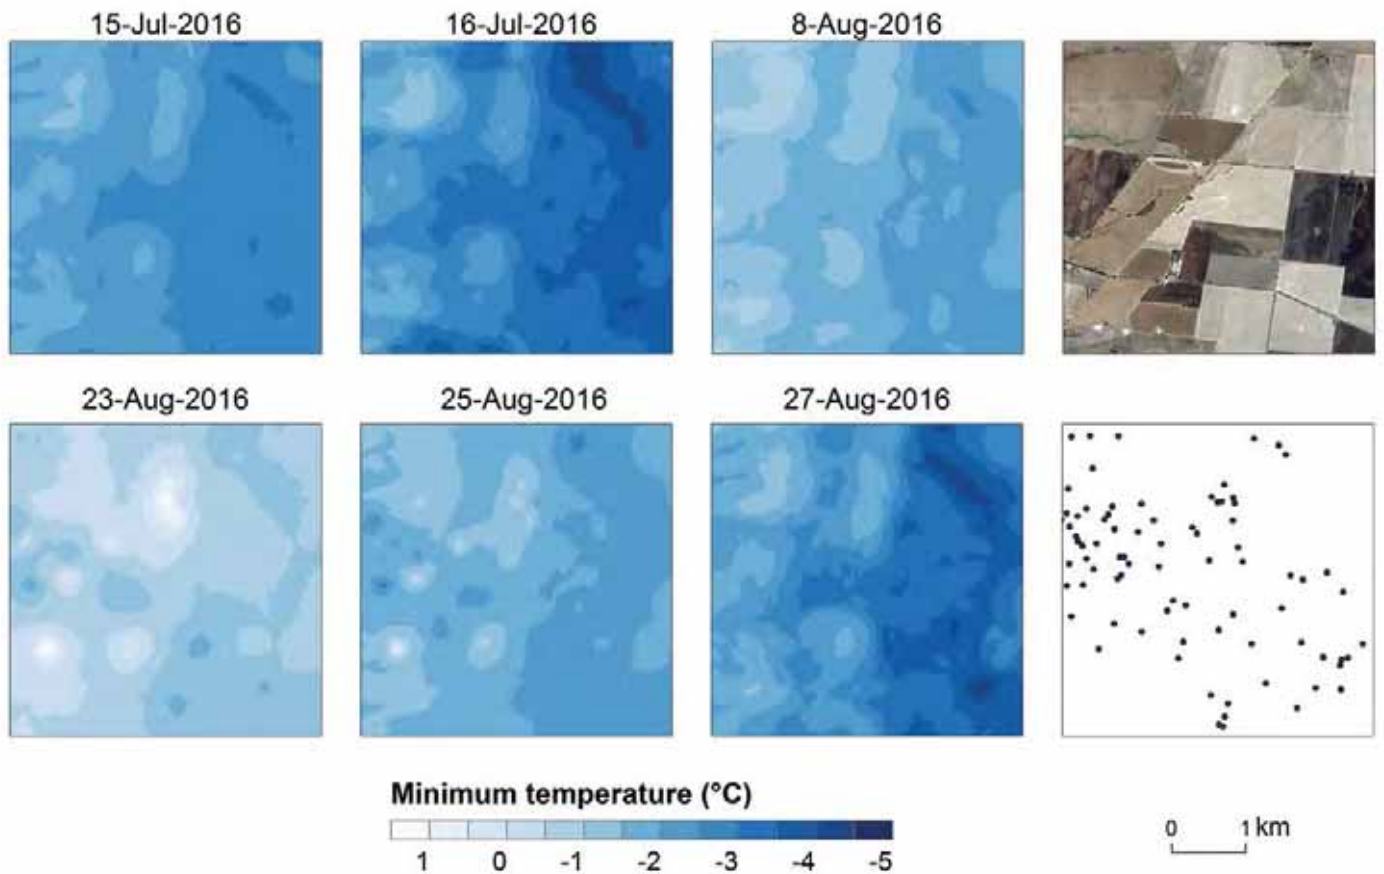 15-Jul-2016 16-Jul-2016 8-Aug-2016
23-Aug-2016 25-Aug-2016 27-Aug-2016
Minimum temperature (°C)
1 0 -1 -2 -3 -4 -5
0 1 km